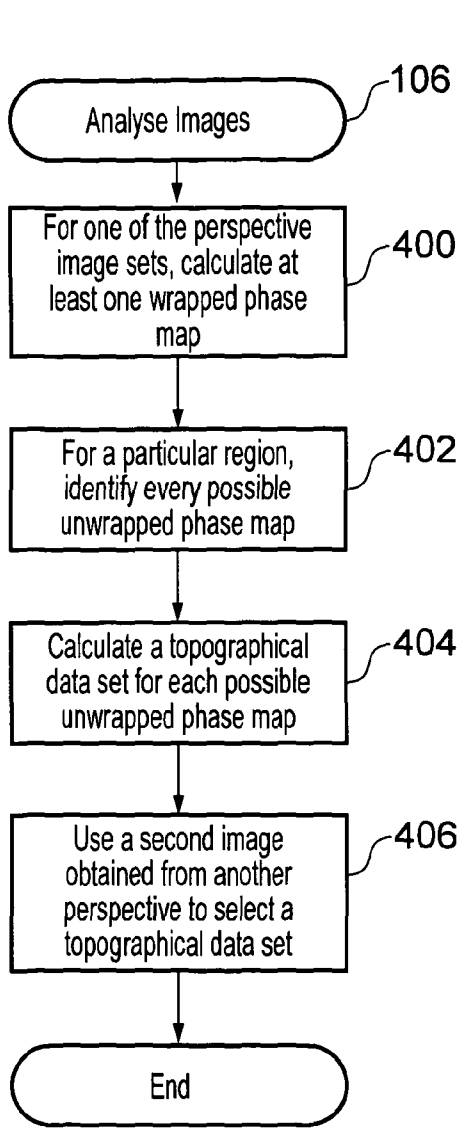 106
Analyse Images
For one of the perspective
image sets, calculate at
least one wrapped phase
map
400
For a particular region,
identify every possible
unwrapped phase map
402
Calculate a topographical
data set for each possible
unwrapped phase map
404
Use a second image
obtained from another
perspective to select a
topographical data set
406
End